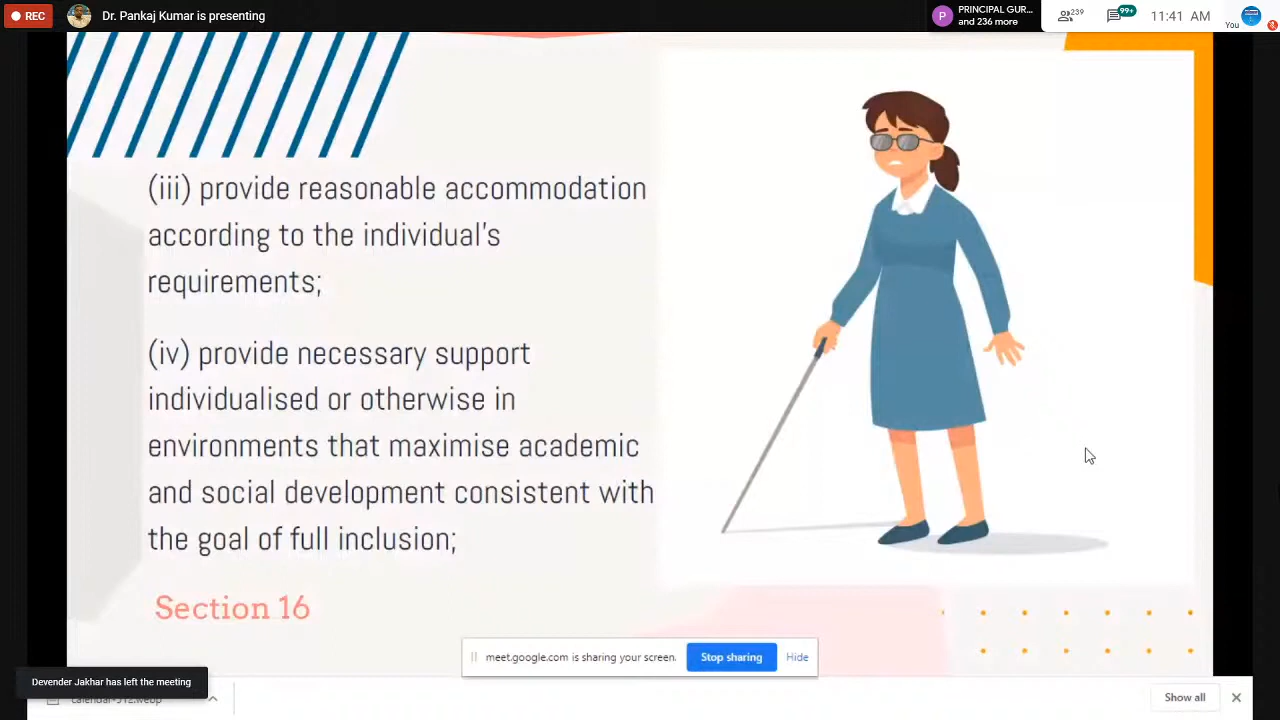 REC
Dr. Pankaj Kumar is presenting
P
PRINCIPAL GUR...
and 236 more
239
99+
11:41 AM
You
(iii) provide reasonable accommodation
according to the individual's
requirements;
(iv) provide necessary support
individualised or otherwise in
environments that maximise academic
and social development consistent with
the goal of full inclusion;
Section 16
meet.google.com is sharing your screen.
Stop sharing
Hide
Devender Jakhar has left the meeting
Show all